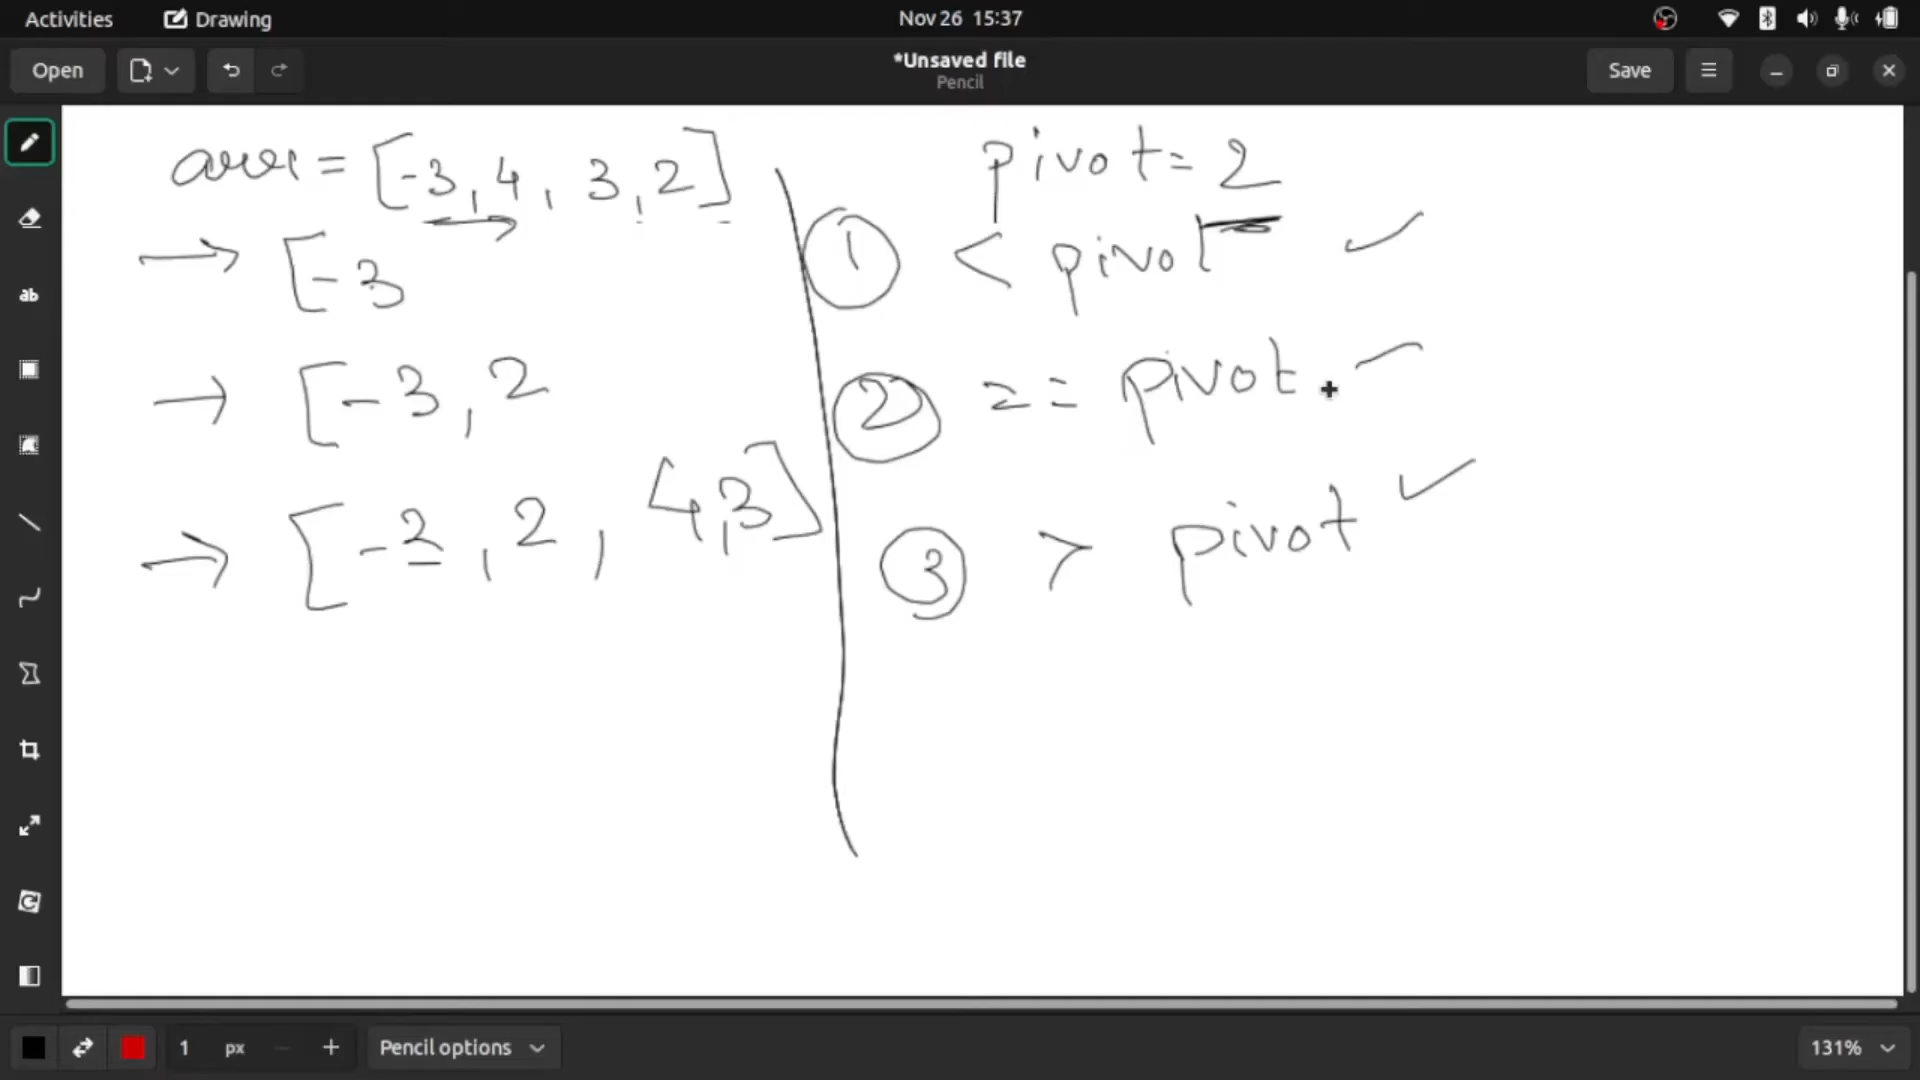 Activities Drawing Nov 26 15:37
Open *Unsaved file Save
Pencil
arr = [-3, 4, 3, 2]
→ [-3
→ [-3, 2
→ [-2, 2, 4,3]
pivot = 2
1 < pivot ✓
2 == pivot.
3 > pivot ✓
ab
1 px - + Pencil options 131%